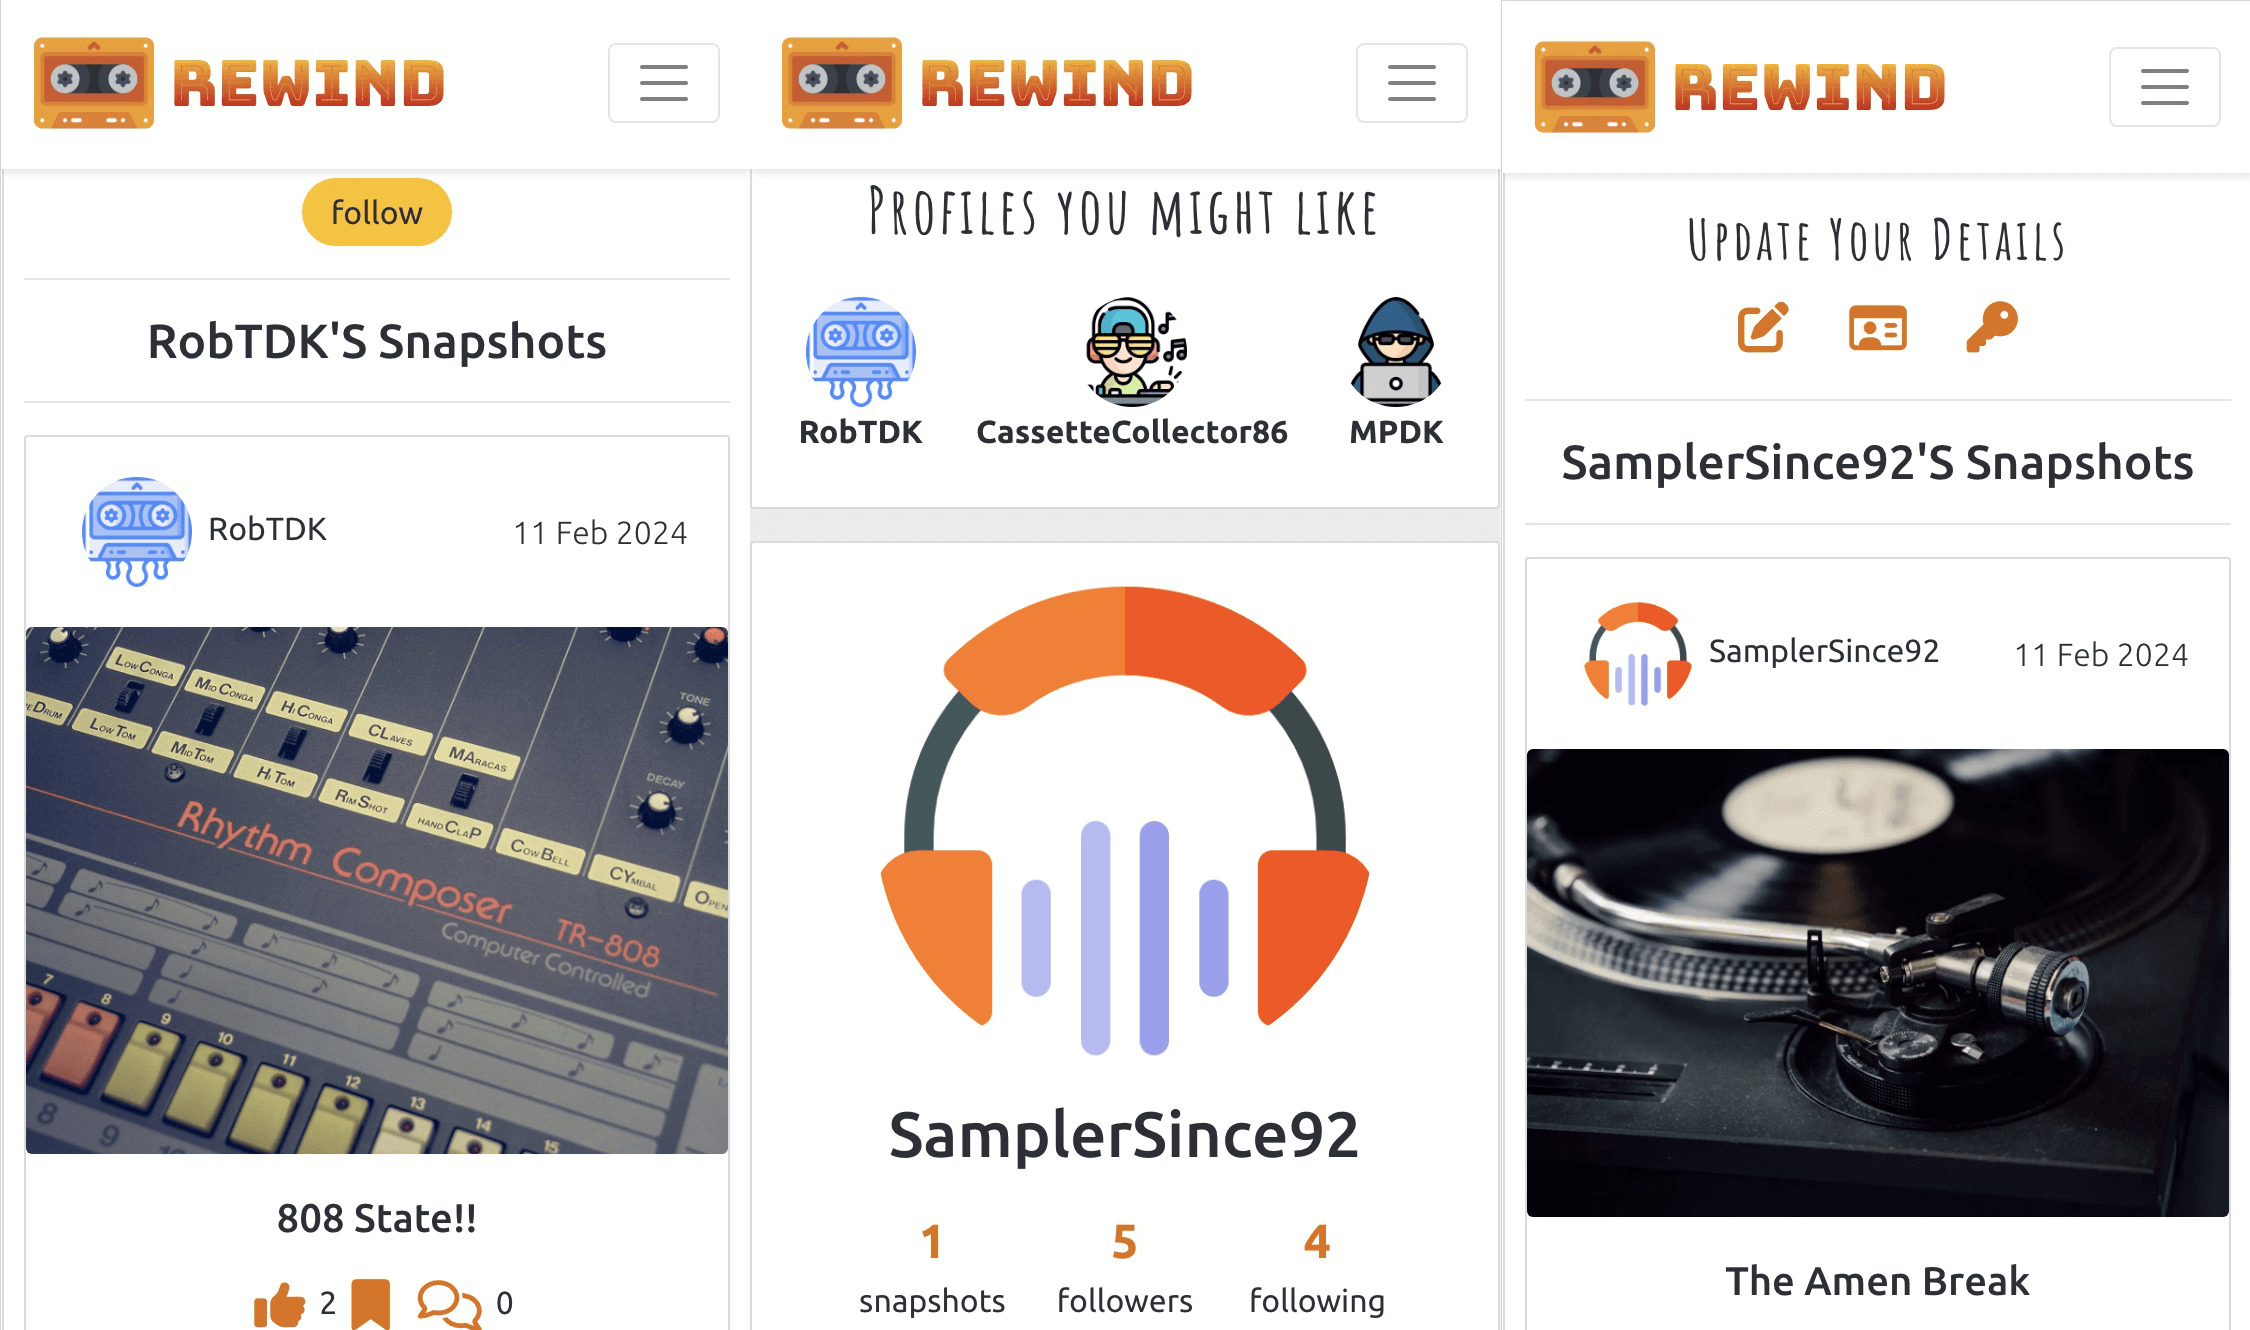 REWIND
follow
RobTDK'S Snapshots
RobTDK
11 Feb 2024
LOW CONGA
MID CONGA
HI CONGA
CLAVES
MARACAS
TONE
LOW TOM
MID TOM
HI TOM
RIM SHOT
HAND CLAP
COW BELL
CYMBAL
DECAY
Rhythm Composer TR-808
Computer Controlled
7
8
9
10
11
12
13
14
15
8
9
808 State!!
2
0
REWIND
PROFILES YOU MIGHT LIKE
RobTDK
CassetteCollector86
MPDK
SamplerSince92
1
5
4
snapshots
followers
following
REWIND
UPDATE YOUR DETAILS
SamplerSince92'S Snapshots
SamplerSince92
11 Feb 2024
The Amen Break